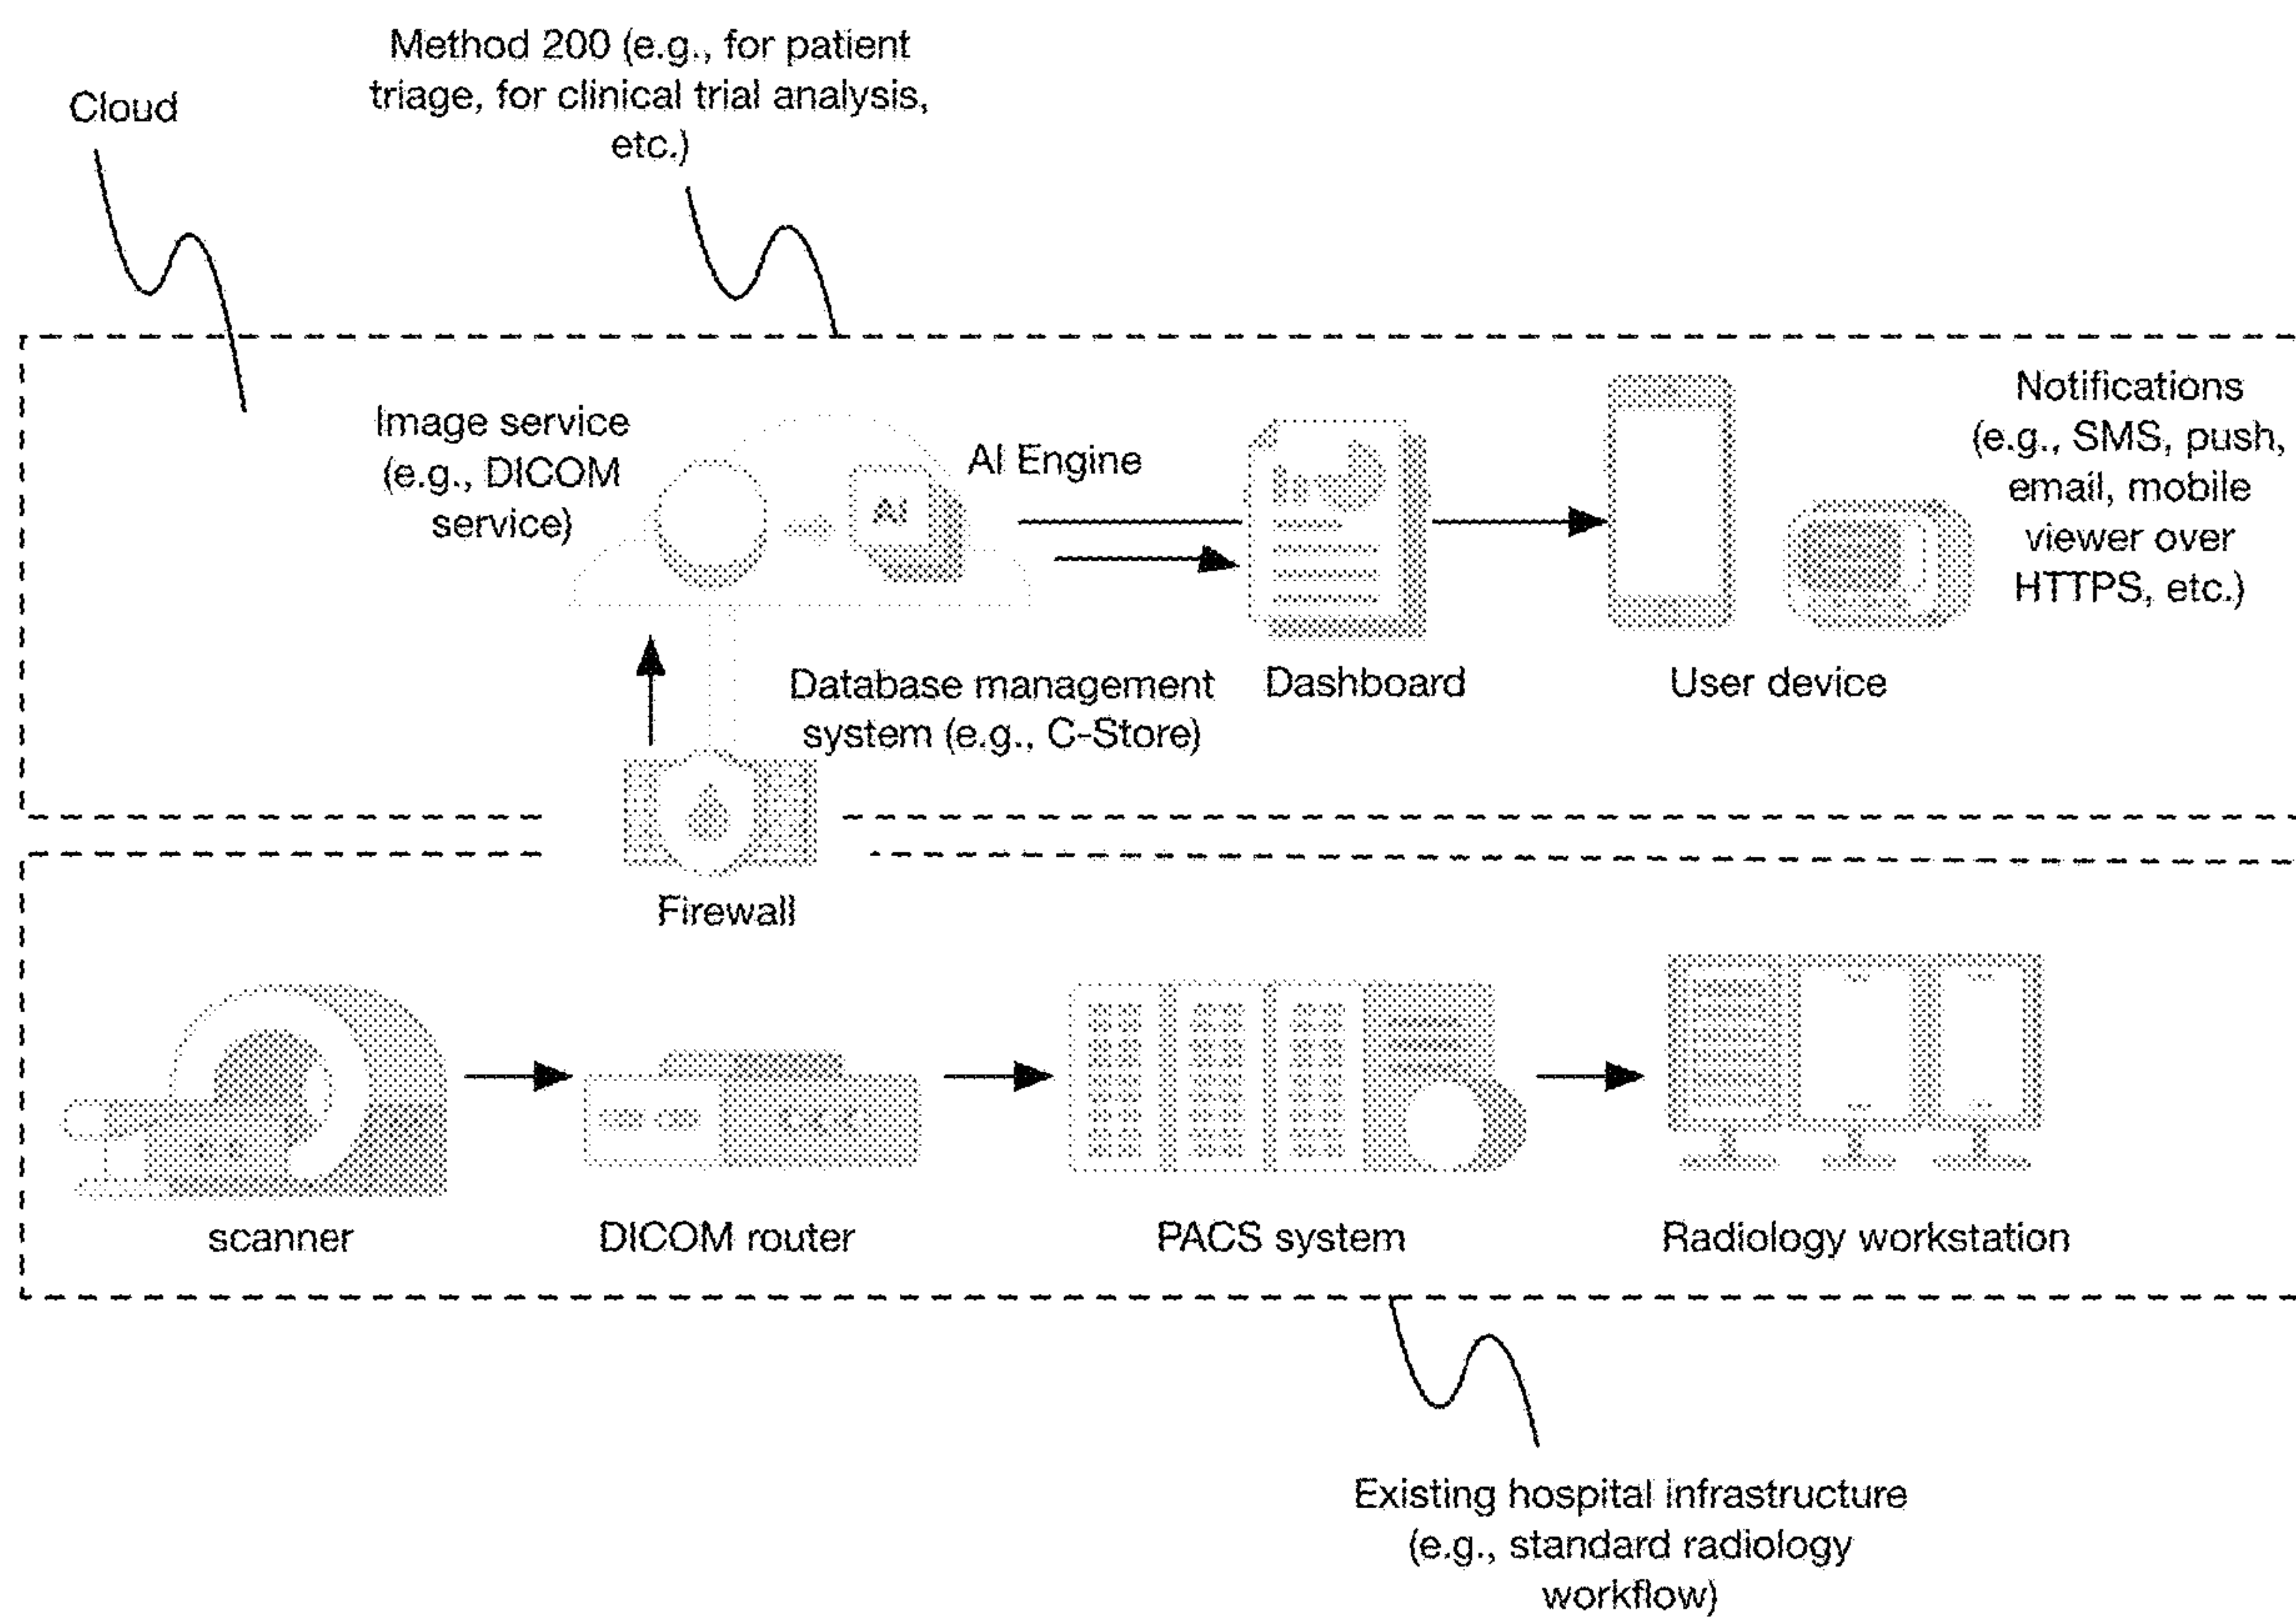 Method 200 (e.g., for patient
triage, for clinical trial analysis,
etc.)
Cloud
Image service
(e.g., DICOM
service)
AI
AI Engine
Notifications
(e.g., SMS, push,
email, mobile
viewer over
HTTPS, etc.)
Database management
system (e.g., C-Store)
Dashboard
User device
Firewall
scanner
DICOM router
PACS system
Radiology workstation
Existing hospital infrastructure
(e.g., standard radiology
workflow)